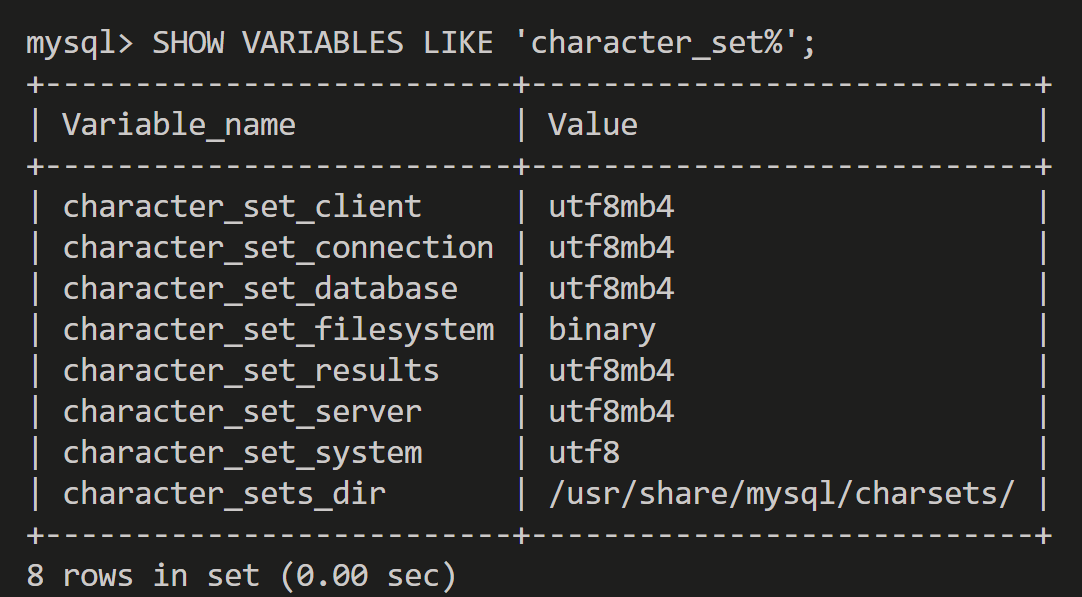 mysql> SHOW VARIABLES LIKE 'character_set%';
+--------------------------+----------------------------+
| Variable_name            | Value                      |
+--------------------------+----------------------------+
| character_set_client     | utf8mb4                    |
| character_set_connection | utf8mb4                    |
| character_set_database   | utf8mb4                    |
| character_set_filesystem | binary                     |
| character_set_results    | utf8mb4                    |
| character_set_server     | utf8mb4                    |
| character_set_system     | utf8                       |
| character_sets_dir       | /usr/share/mysql/charsets/ |
+--------------------------+----------------------------+
8 rows in set (0.00 sec)